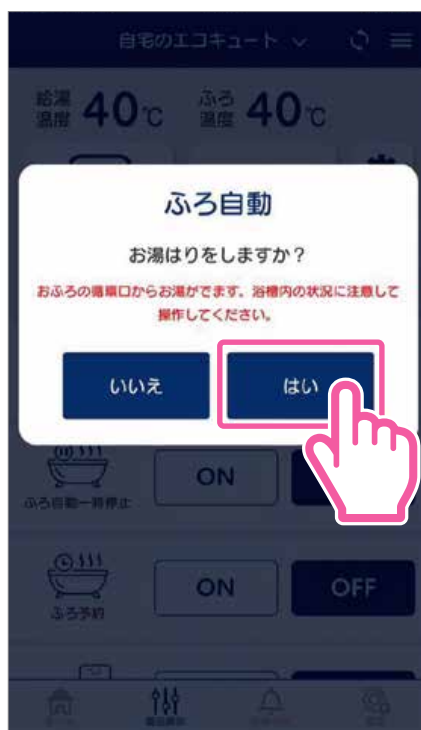 自宅のエコキュート
給湯温度 40℃ ふろ温度 40℃
ふろ自動
お湯はりをしますか？
おふろの循環口からお湯がでます、浴槽内の状況に注意して
操作してください。
いいえ はい
ふろ自動一時停止 ON
ふろ予約 ON OFF